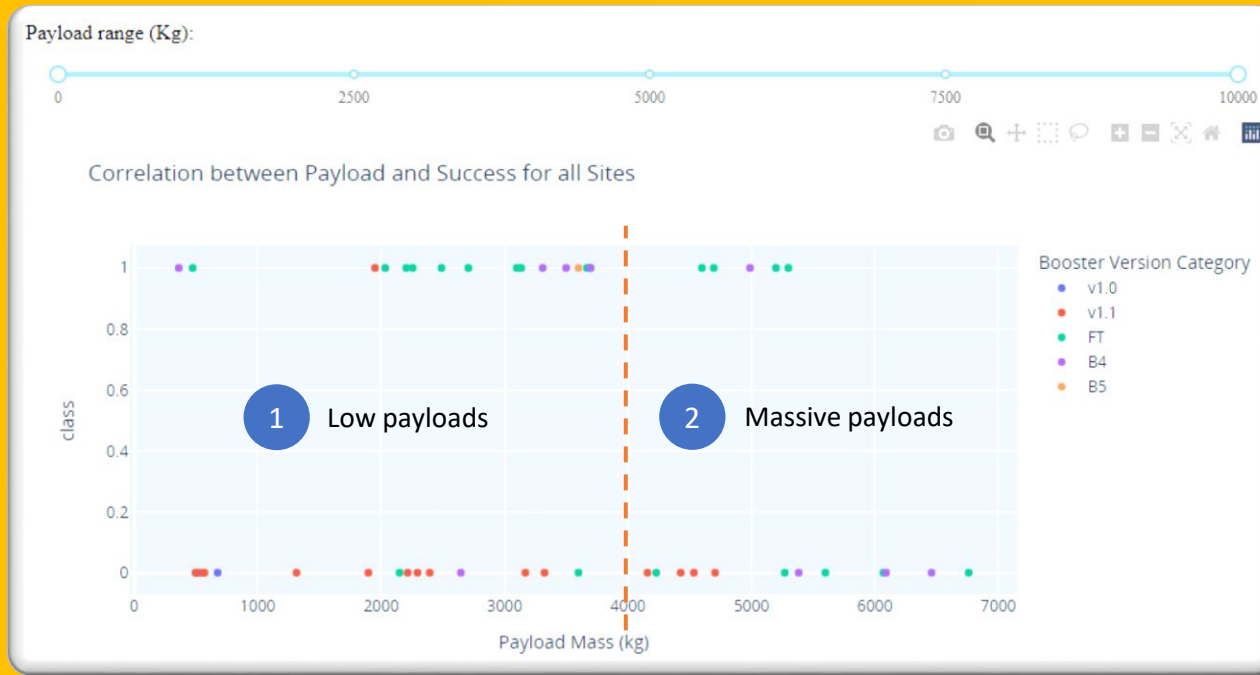 Payload range (Kg):
0 2500 5000 7500 10000
Correlation between Payload and Success for all Sites
Booster Version Category
v1.0
v1.1
FT
B4
B5
1
0.8
0.6
0.4
0.2
0
class
1 Low payloads
2 Massive payloads
0 1000 2000 3000 4000 5000 6000 7000
Payload Mass (kg)